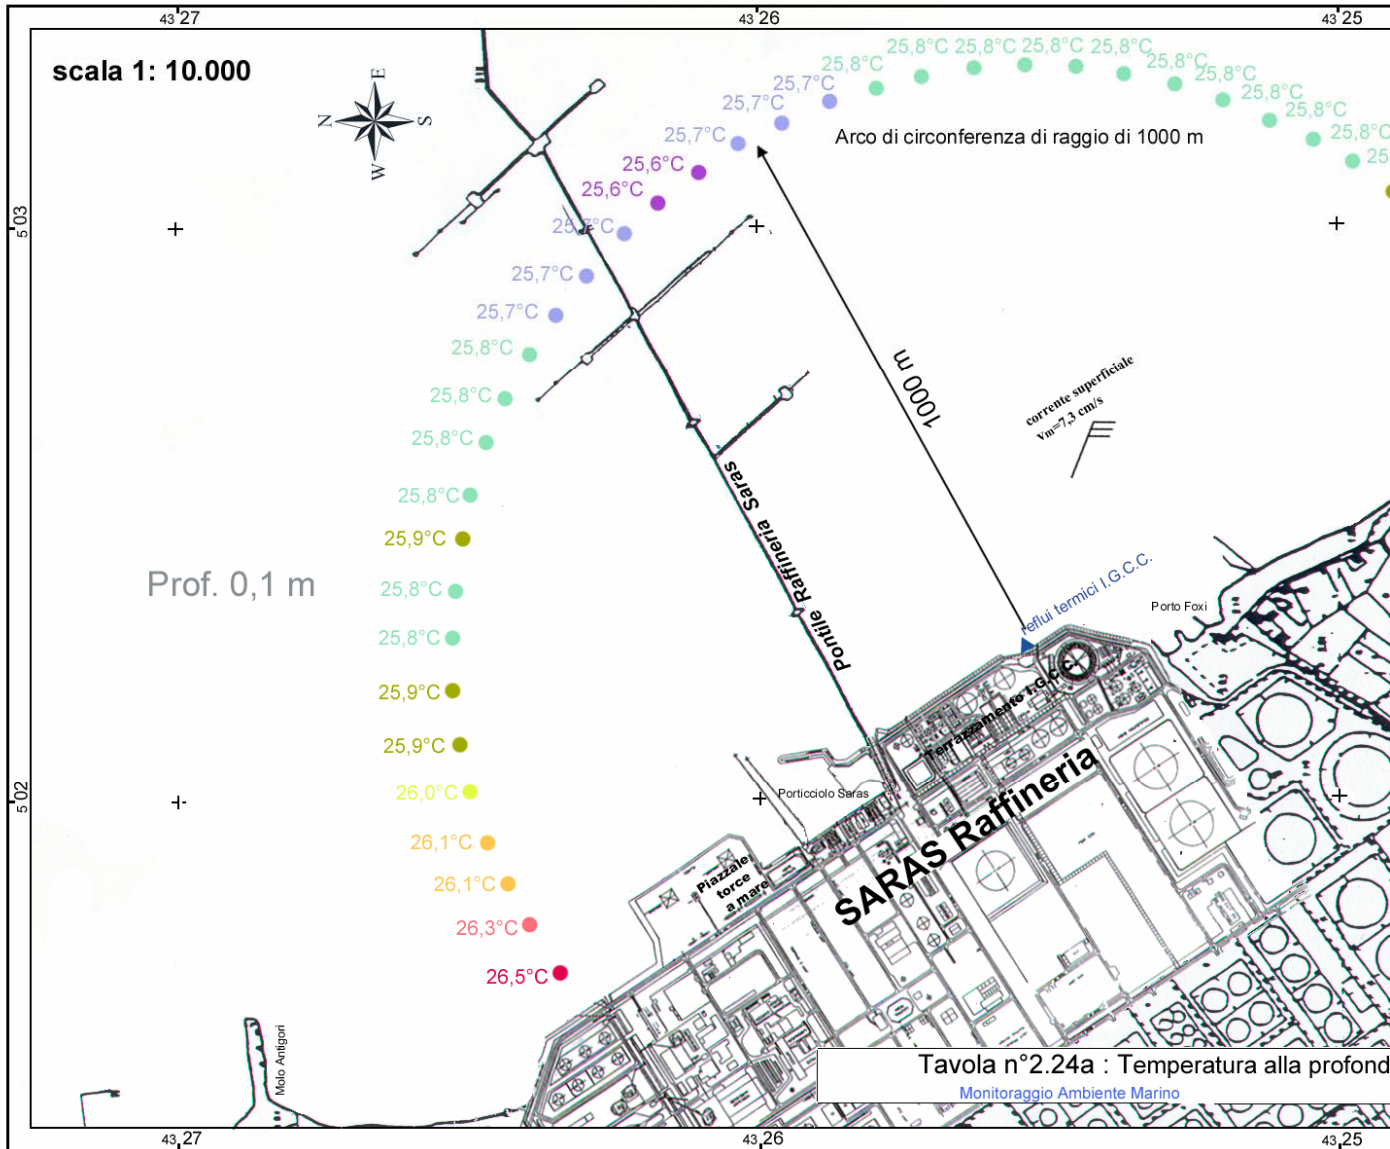 43 27
43 26
43 25
scala 1: 10.000
E
N
S
W
25,8°C
25,8°C
25,8°C
25,8°C
25,8°C
25,8°C
25,8°C
25,8°C
25,8°C
25,8°C
25,
25,7°C
25,7°C
25,7°C
25,6°C
25,6°C
25,7°C
25,7°C
25,7°C
25,8°C
25,8°C
25,8°C
25,8°C
25,9°C
25,8°C
25,8°C
25,9°C
25,9°C
26,0°C
26,1°C
26,1°C
26,3°C
26,5°C
Arco di circonferenza di raggio di 1000 m
5 03
1000 m
corrente superficiale
vm=7,3 cm/s
Pontile Raffineria Saras
Prof. 0,1 m
reflui termici I.G.C.C.
Porto Foxi
Terrazzamento I.G.C.C.
5 02
Porticciolo Saras
SARAS Raffineria
Piazzale
torce
a mare
Molo Antigori
Tavola n°2.24a : Temperatura alla profond
Monitoraggio Ambiente Marino
43 27
43 26
43 25